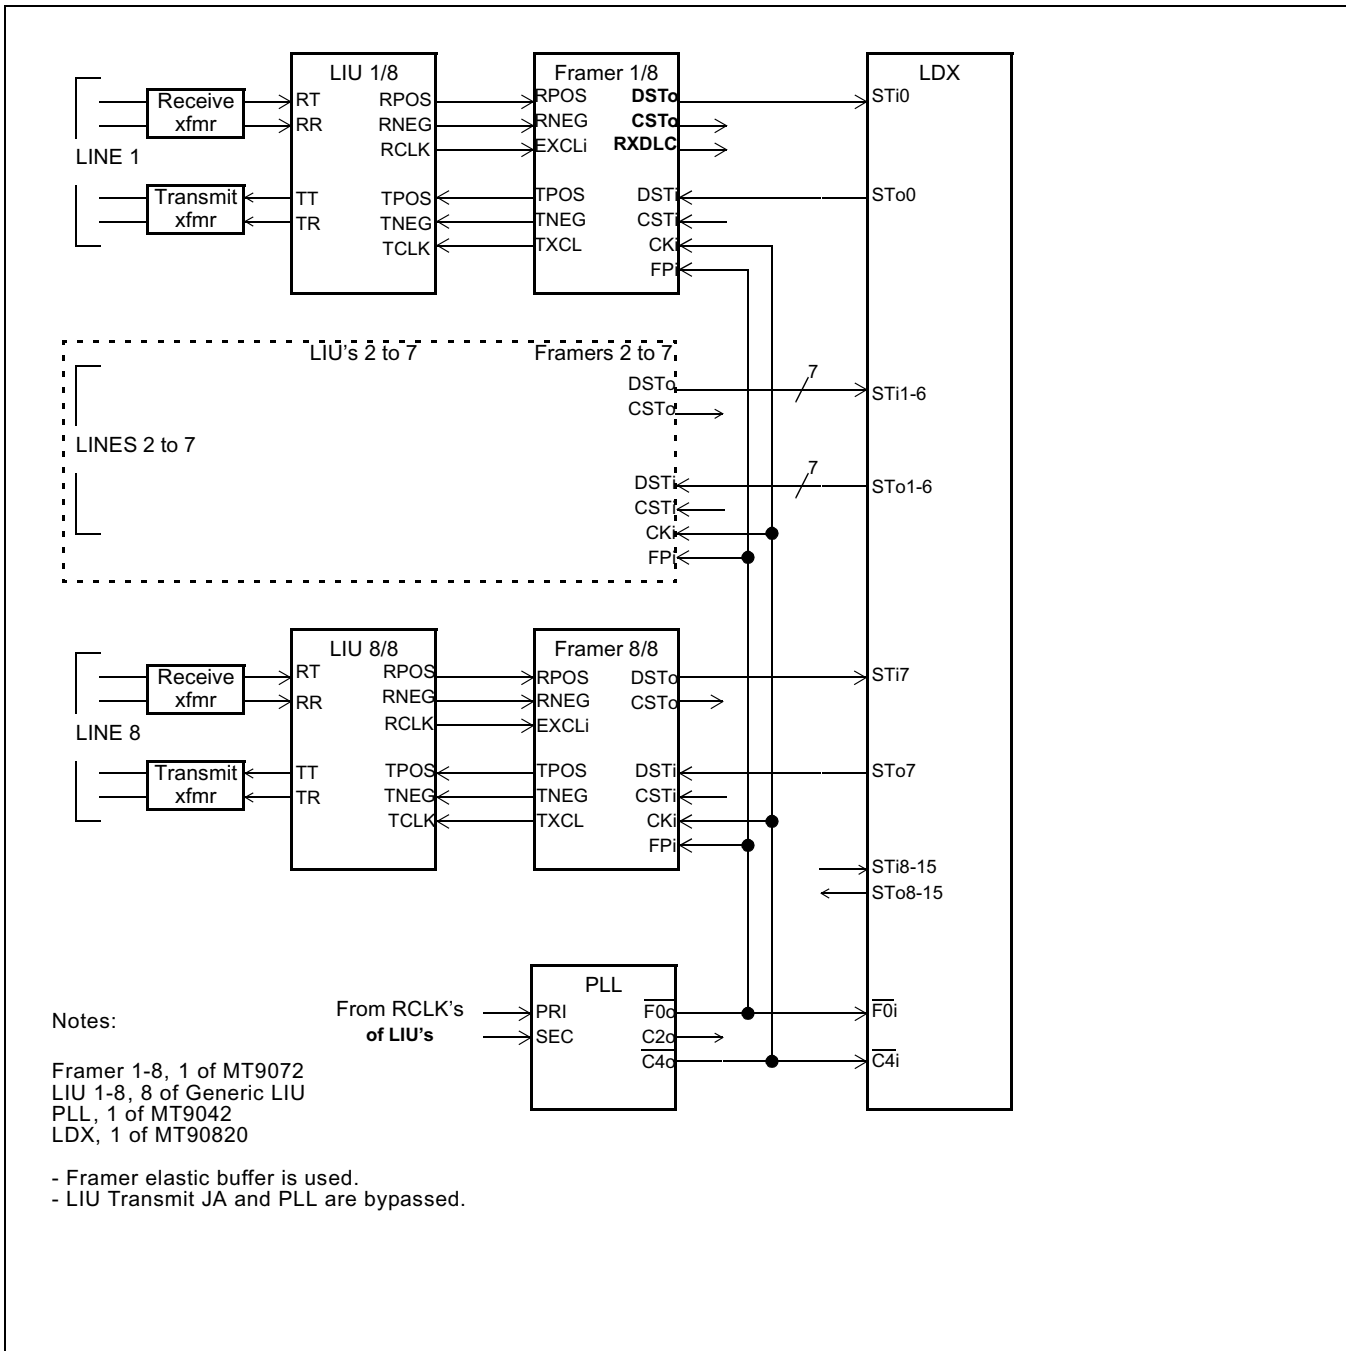 LIU 1/8
Framer 1/8
LDX
Receive
xfmr
RT
RR
RPOS
RNEG
RCLK
RPOS
RNEG
EXCLi
DSTo
CSTo
RXDLC
STi0
LINE 1
Transmit
xfmr
TT
TR
TPOS
TNEG
TCLK
TPOS
TNEG
TXCL
DSTi
CSTi
CKi
FPi
STo0
LIU's 2 to 7
Framers 2 to 7
DSTo
CSTo
7
STi1-6
LINES 2 to 7
DSTi
CSTi
CKi
FPi
7
STo1-6
LIU 8/8
Framer 8/8
Receive
xfmr
RT
RR
RPOS
RNEG
RCLK
RPOS
RNEG
EXCLi
DSTo
CSTo
STi7
LINE 8
Transmit
xfmr
TT
TR
TPOS
TNEG
TCLK
TPOS
TNEG
TXCL
DSTi
CSTi
CKi
FPi
STo7
STi8-15
STo8-15
PLL
From RCLK's
of LIU's
PRI
SEC
F0o
C2o
C4o
F0i
C4i
Notes:
Framer 1-8, 1 of MT9072
LIU 1-8, 8 of Generic LIU
PLL, 1 of MT9042
LDX, 1 of MT90820
- Framer elastic buffer is used.
- LIU Transmit JA and PLL are bypassed.